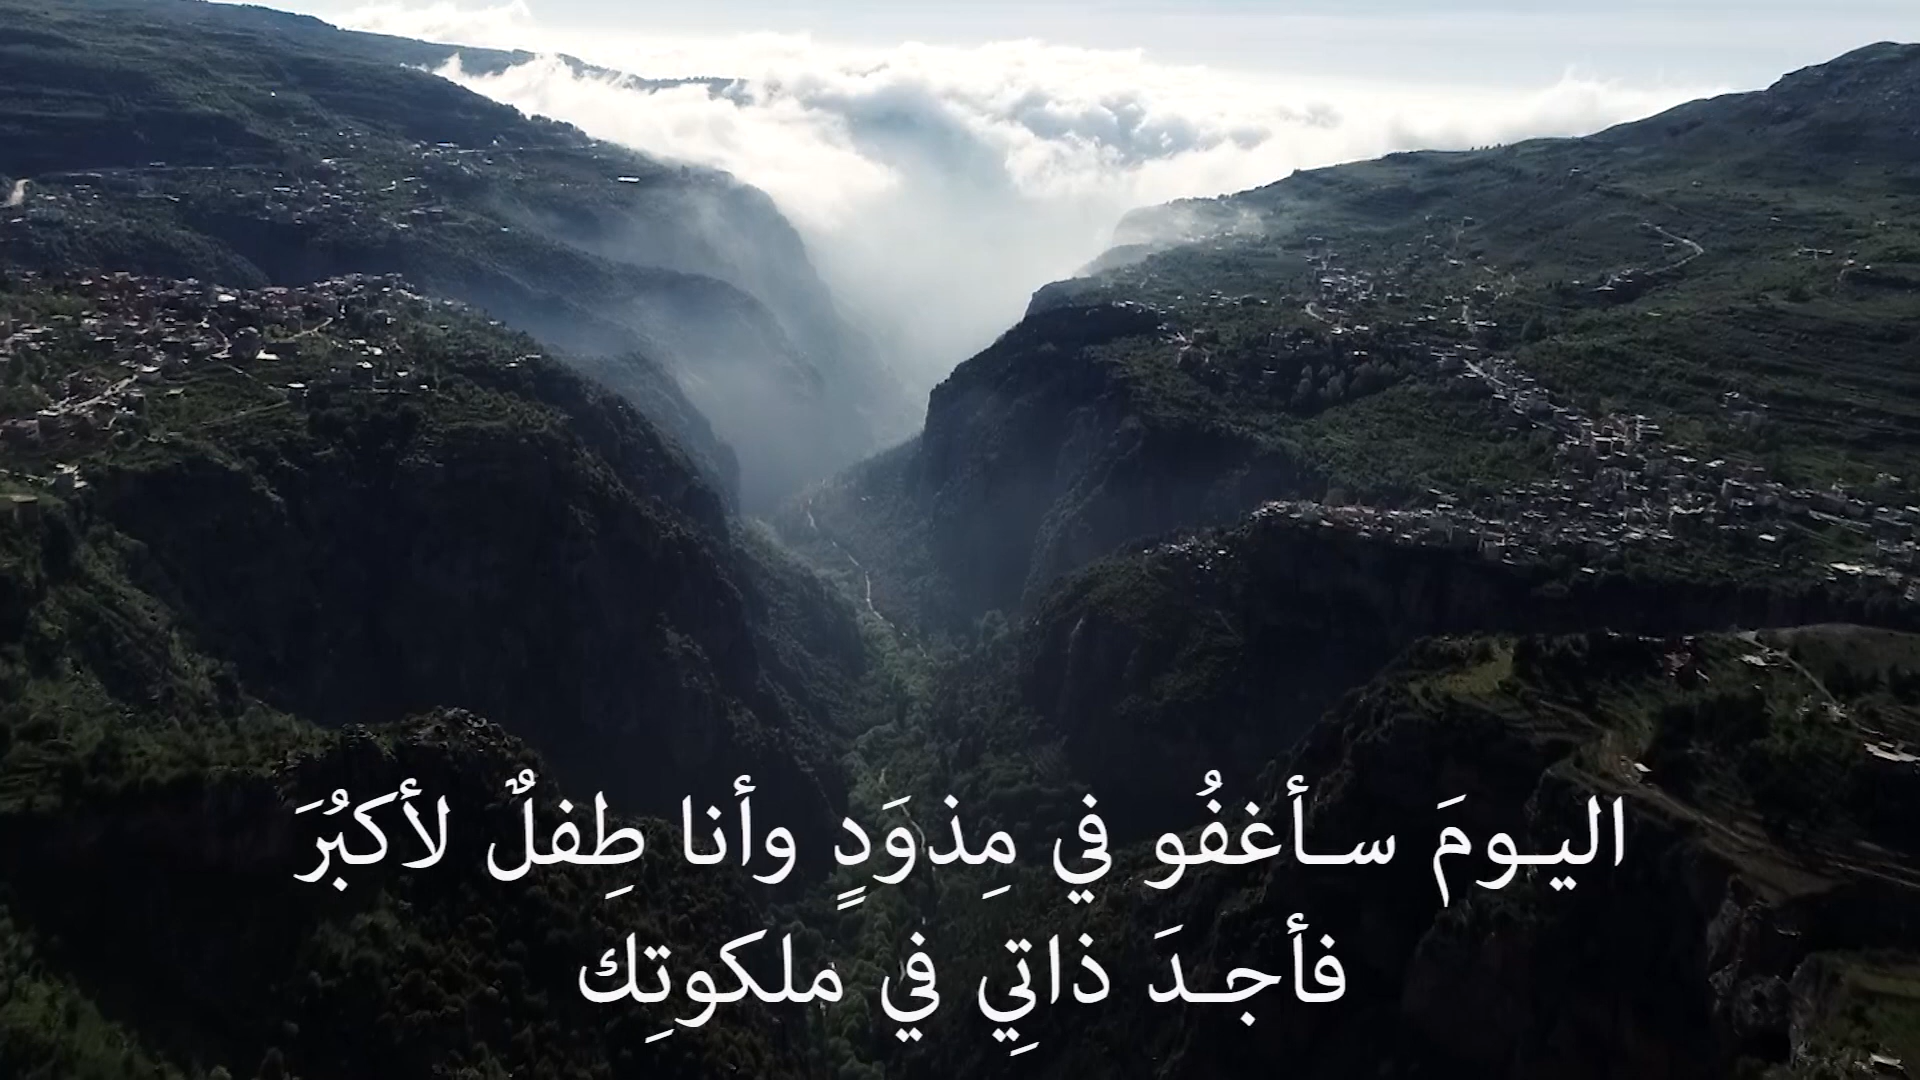 اليـومَ سـأغفُو في مِذوَدٍ وأنا طِفلٌ لأكبُرَ
فأجـدَ ذاتِي في ملكوتِك